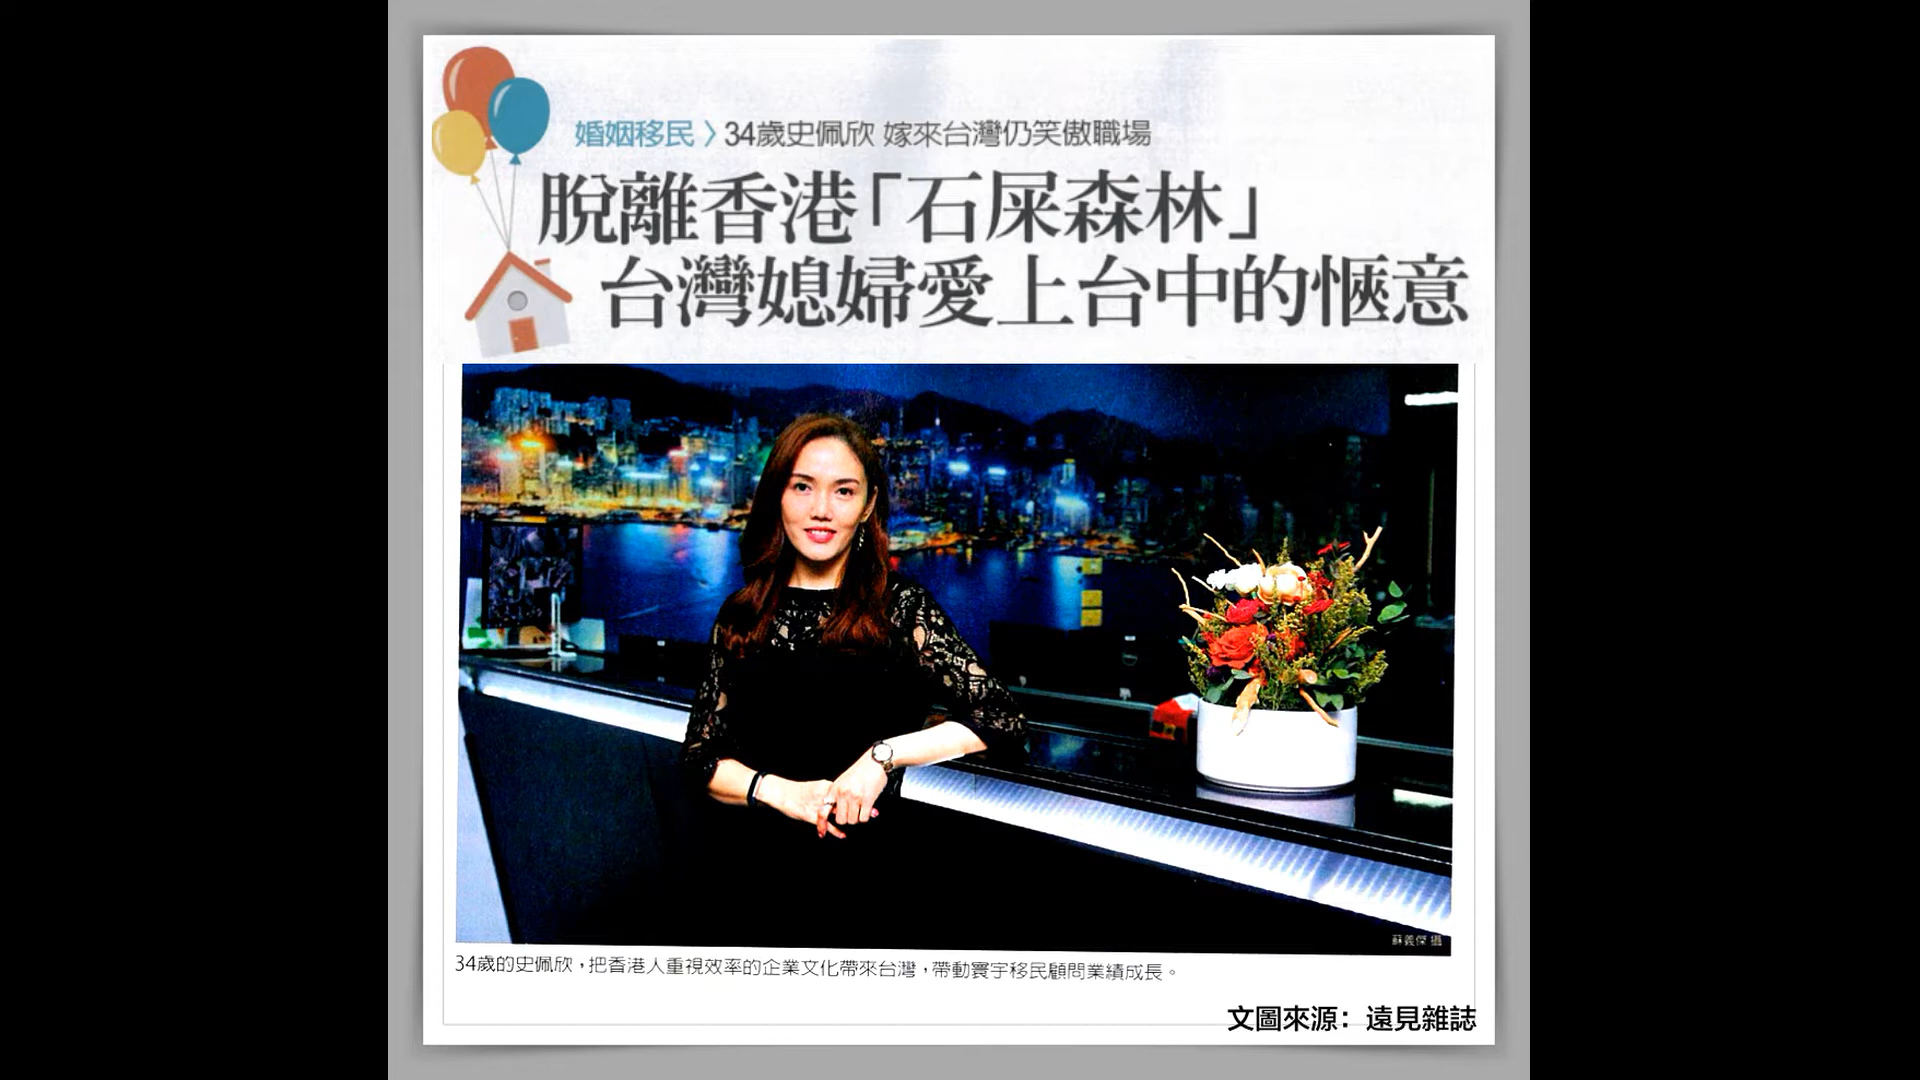 婚姻移民〉34歲史佩欣 嫁來台灣仍笑傲職場
脫離香港「石屎森林」
台灣媳婦愛上台中的愜意
蘇義傑 攝
34歲的史佩欣，把香港人重視效率的企業文化帶來台灣，帶動寰宇移民顧問業績成長。
文圖來源：遠見雜誌